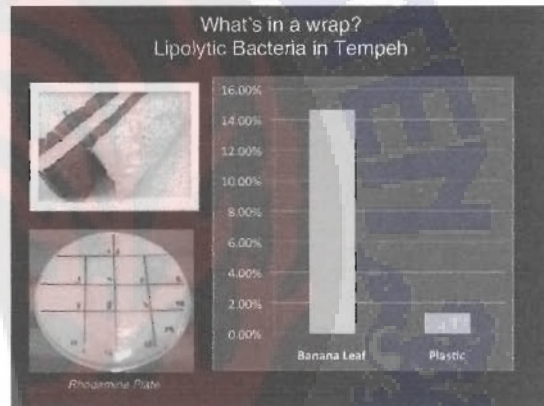 What's in a wrap?
Lipolytic Bacteria in Tempeh
16.00%
14.00%
12.00%
10.00%
8.00%
6.00%
4.00%
2.00%
0.00%
Banana Leaf
Plastic
Rhodamine Plate